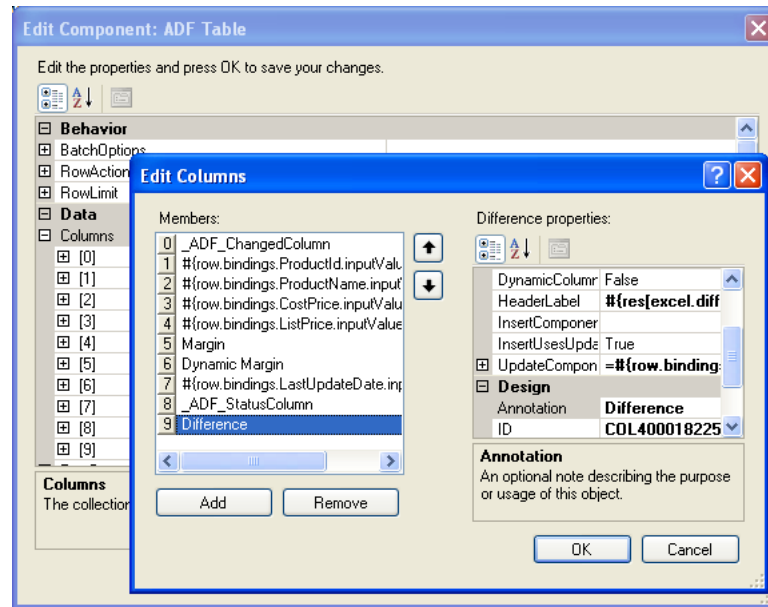 Edit Component: ADF Table
Edit the properties and press OK to save your changes.
Behavior
BatchOptions
RowAction
RowLimit
Data
Columns
[0]
[1]
[2]
[3]
[4]
[5]
[6]
[7]
[8]
[9]
Columns
The collection
Edit Columns
Members:
0 _ADF_ChangedColumn
1 #{row.bindings.ProductId.inputValu
2 #{row.bindings.ProductName.input
3 #{row.bindings.CostPrice.inputValu
4 #{row.bindings.ListPrice.inputValue
5 Margin
6 Dynamic Margin
7 #{row.bindings.LastUpdateDate.inp
8 _ADF_StatusColumn
9 Difference
Add Remove
Difference properties:
DynamicColumn False
HeaderLabel #{res[excel.diff
InsertComponen
InsertUsesUpda True
UpdateCompon =#{row.binding
Design
Annotation Difference
ID COL400018225
Annotation
An optional note describing the purpose
or usage of this object.
OK Cancel